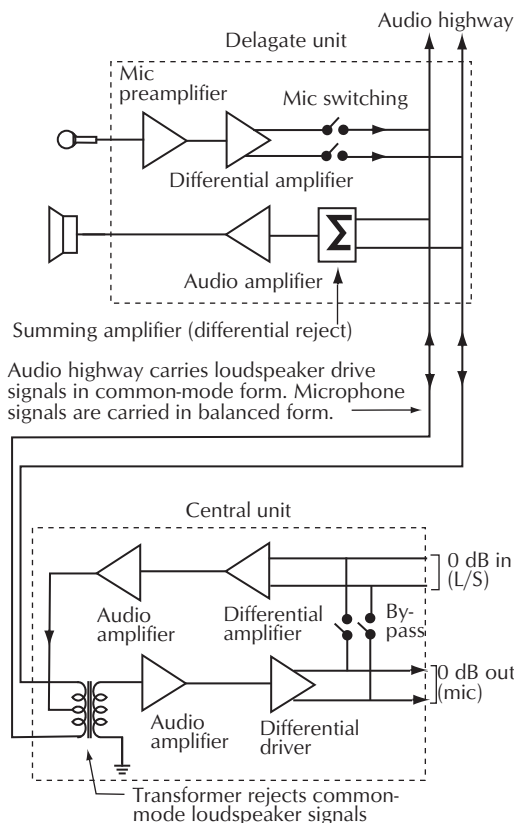 Audio highway
Delagate unit
Mic
preamplifier
Mic switching
Differential amplifier
Σ
Audio amplifier
Summing amplifier (differential reject)
Audio highway carries loudspeaker drive
signals in common-mode form. Microphone
signals are carried in balanced form.
Central unit
0 dB in
(L/S)
Audio
amplifier
Differential
amplifier
By-
pass
0 dB out
(mic)
Audio
amplifier
Differential
driver
Transformer rejects common-
mode loudspeaker signals